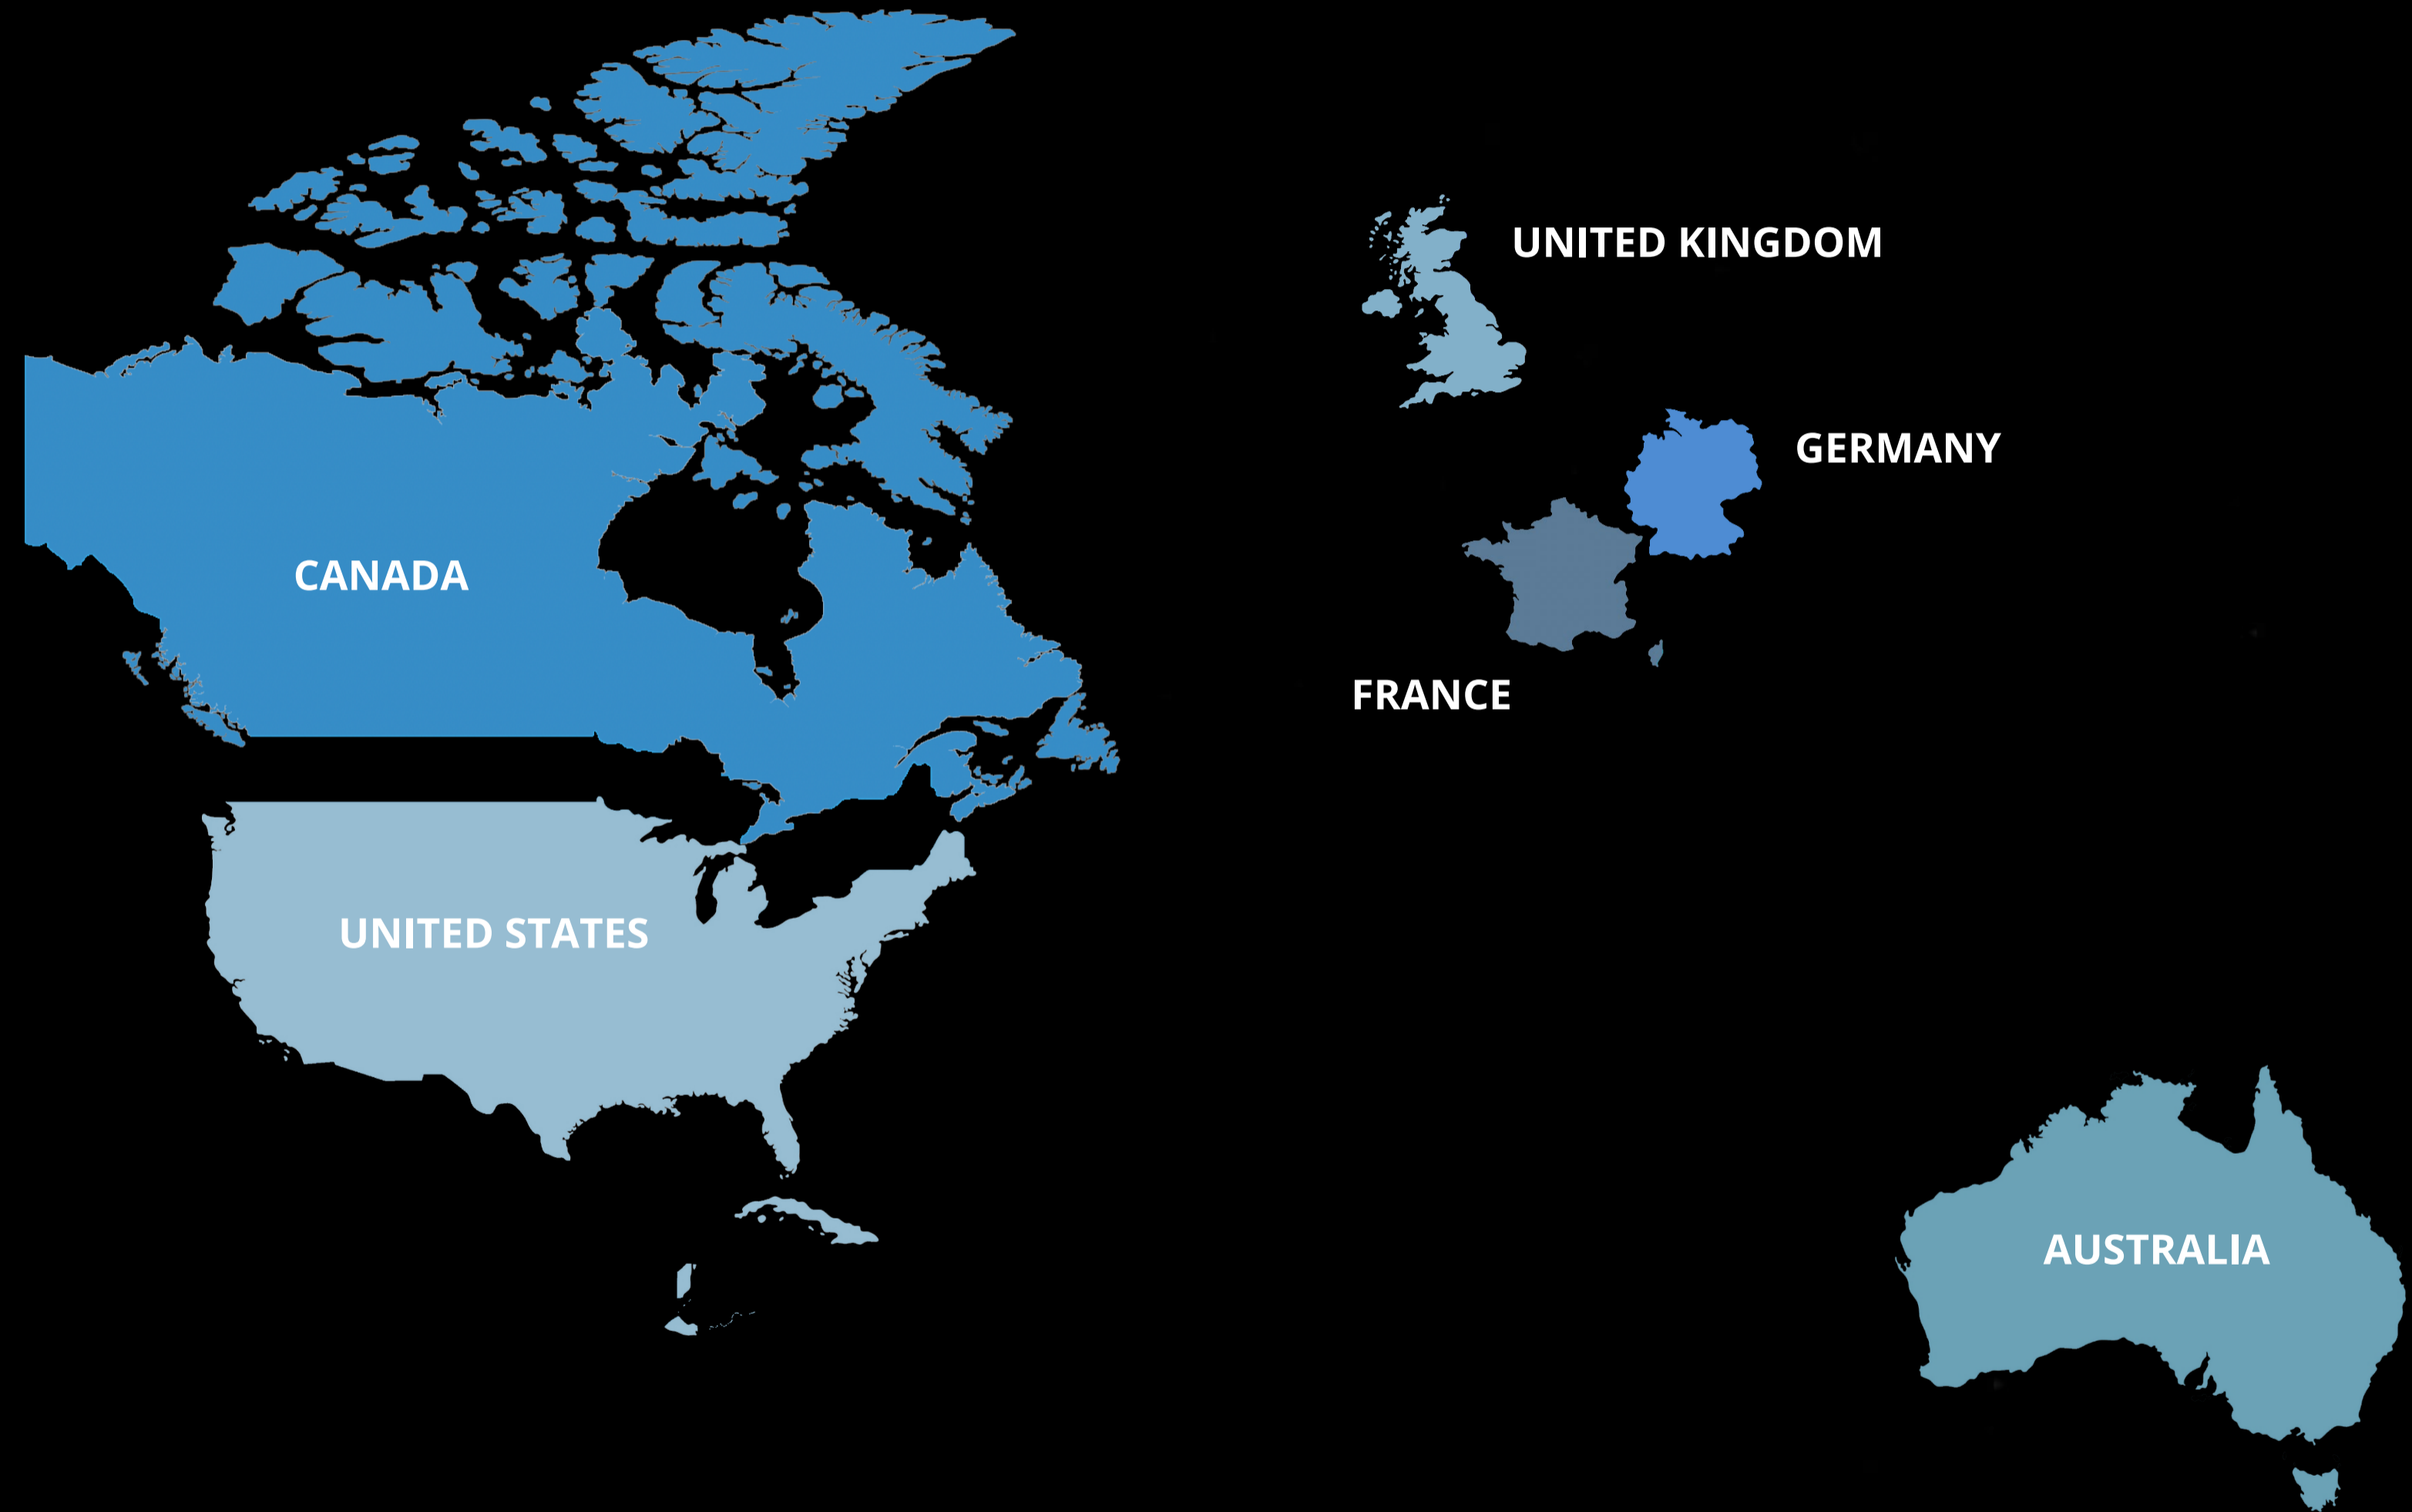 UNITED KINGDOM
GERMANY
CANADA
FRANCE
UNITED STATES
AUSTRALIA